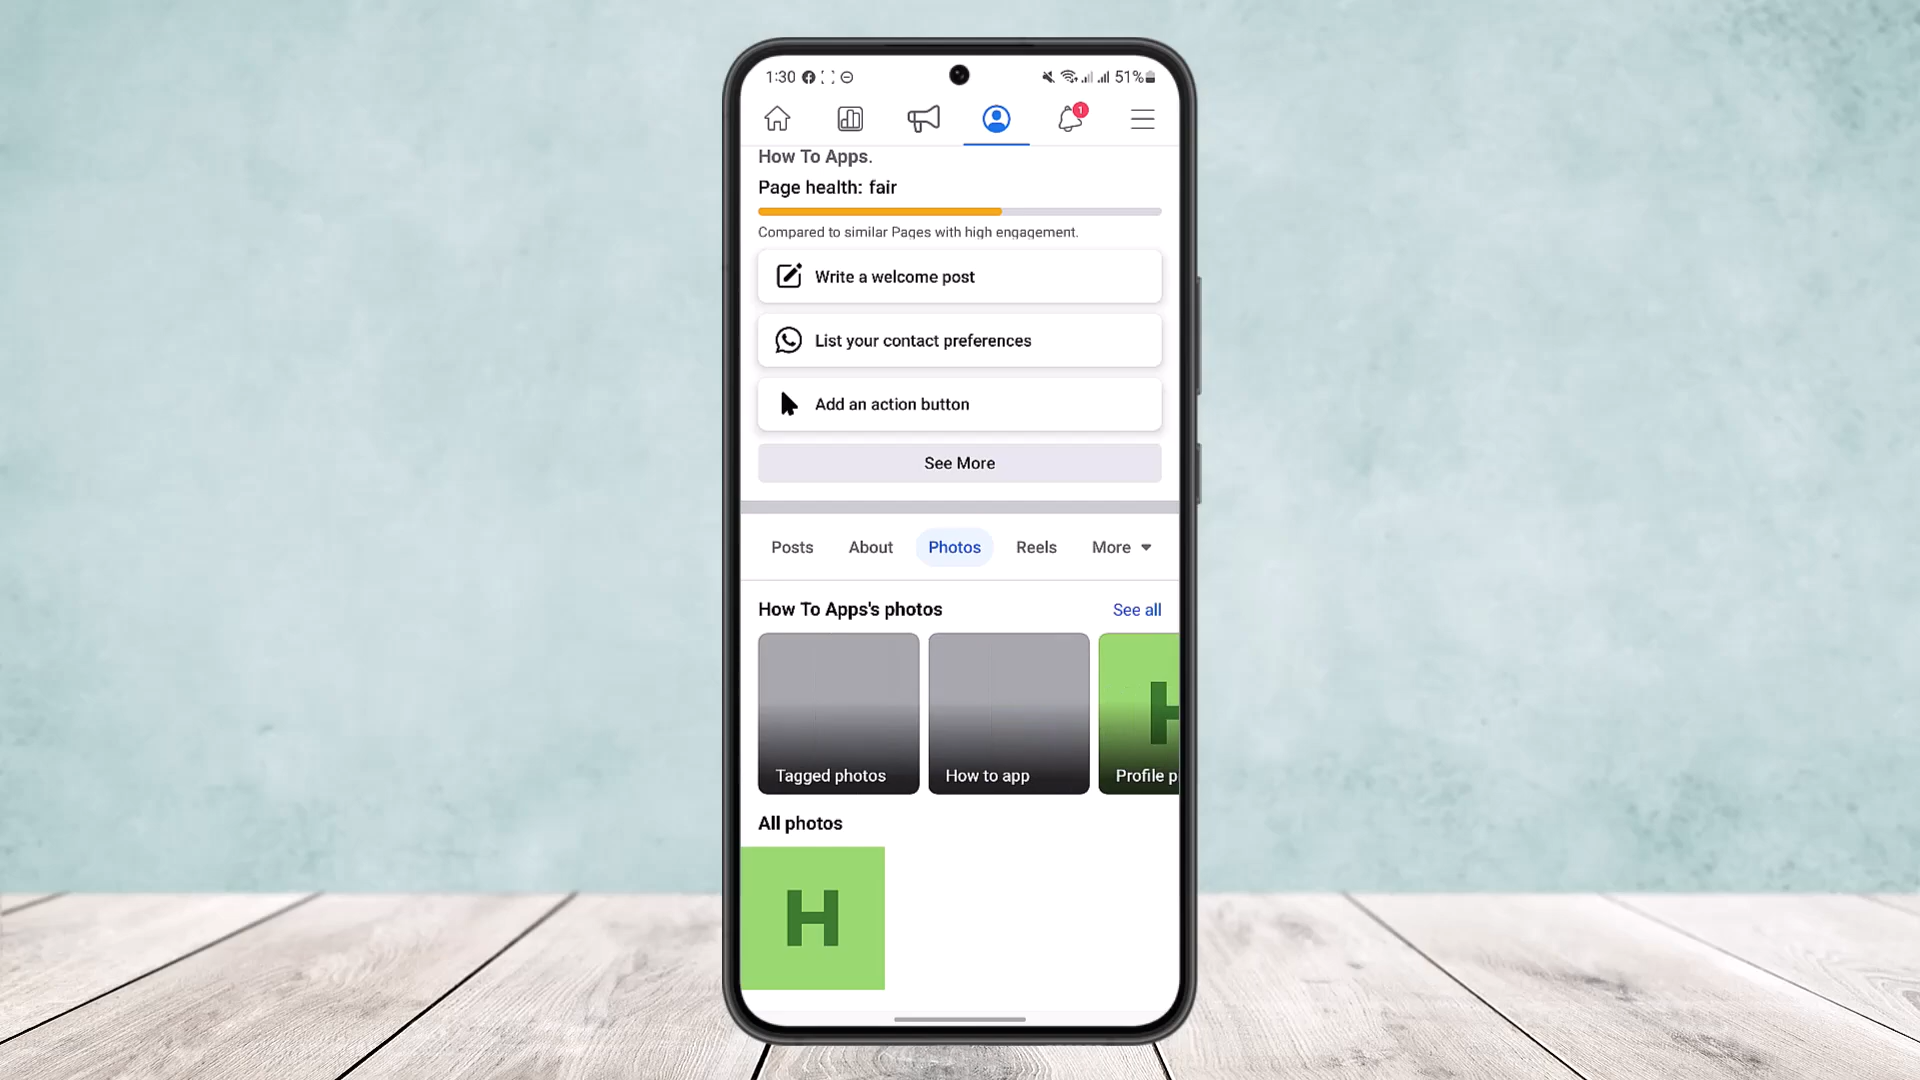 1:30 51%
1
How To Apps.
Page health: fair
Compared to similar Pages with high engagement.
Write a welcome post
List your contact preferences
Add an action button
See More
Posts About Photos Reels More
How To Apps's photos See all
H
Tagged photos How to app Profile p
All photos
H